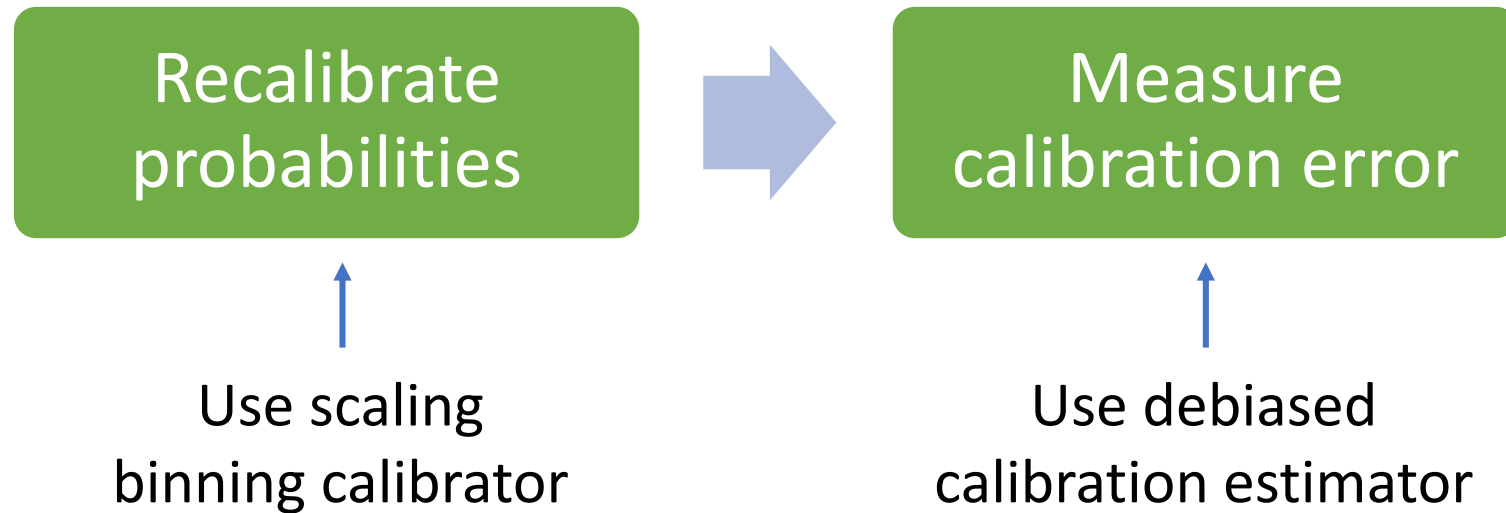 Recalibrate
probabilities
Measure
calibration error
Use scaling
binning calibrator
Use debiased
calibration estimator